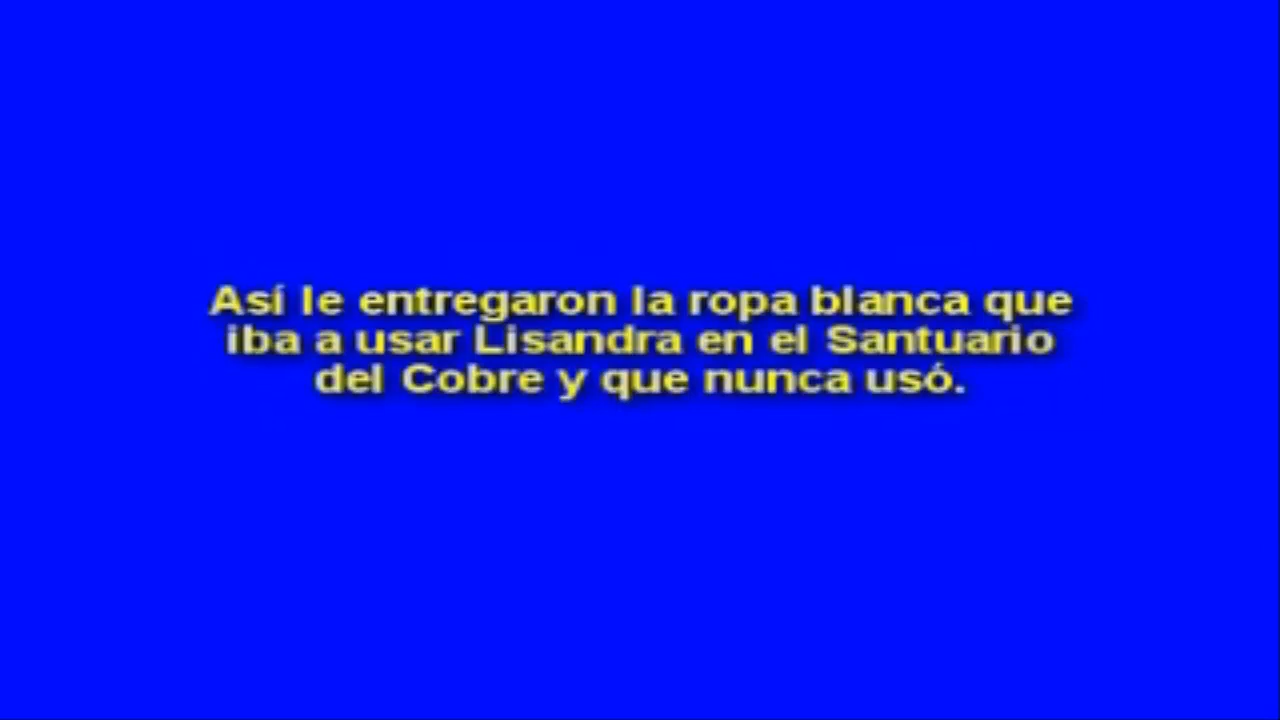 Así le entregaron la ropa blanca que
iba a usar Lisandra en el Santuario
del Cobre y que nunca usó.